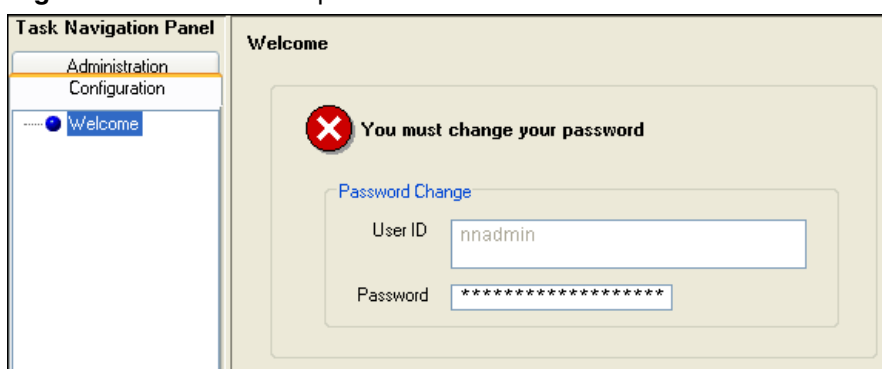 Task Navigation Panel
Administration
Configuration
Welcome
Welcome
You must change your password
Password Change
User ID
nnadmin
Password
*******************